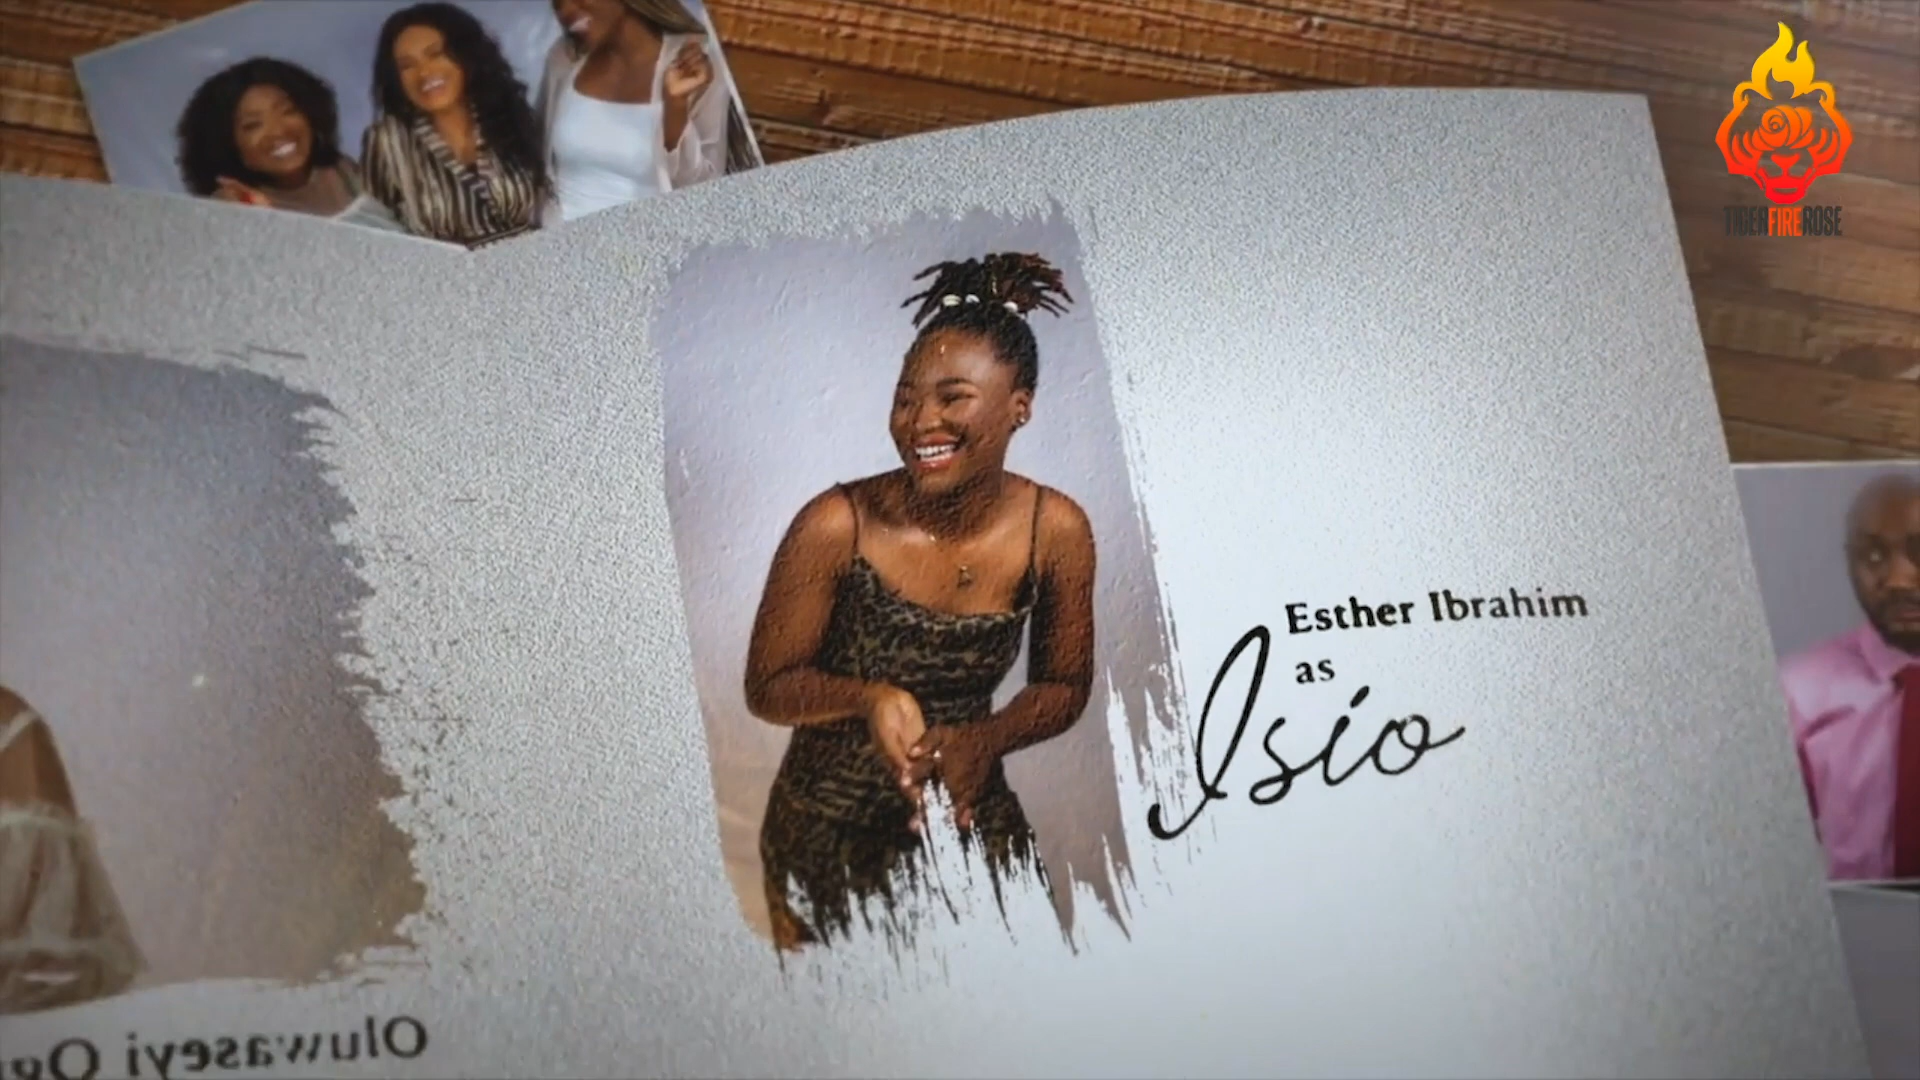 TIGERFIREROSE
Esther Ibrahim
as
Isio
Oluwaseyi